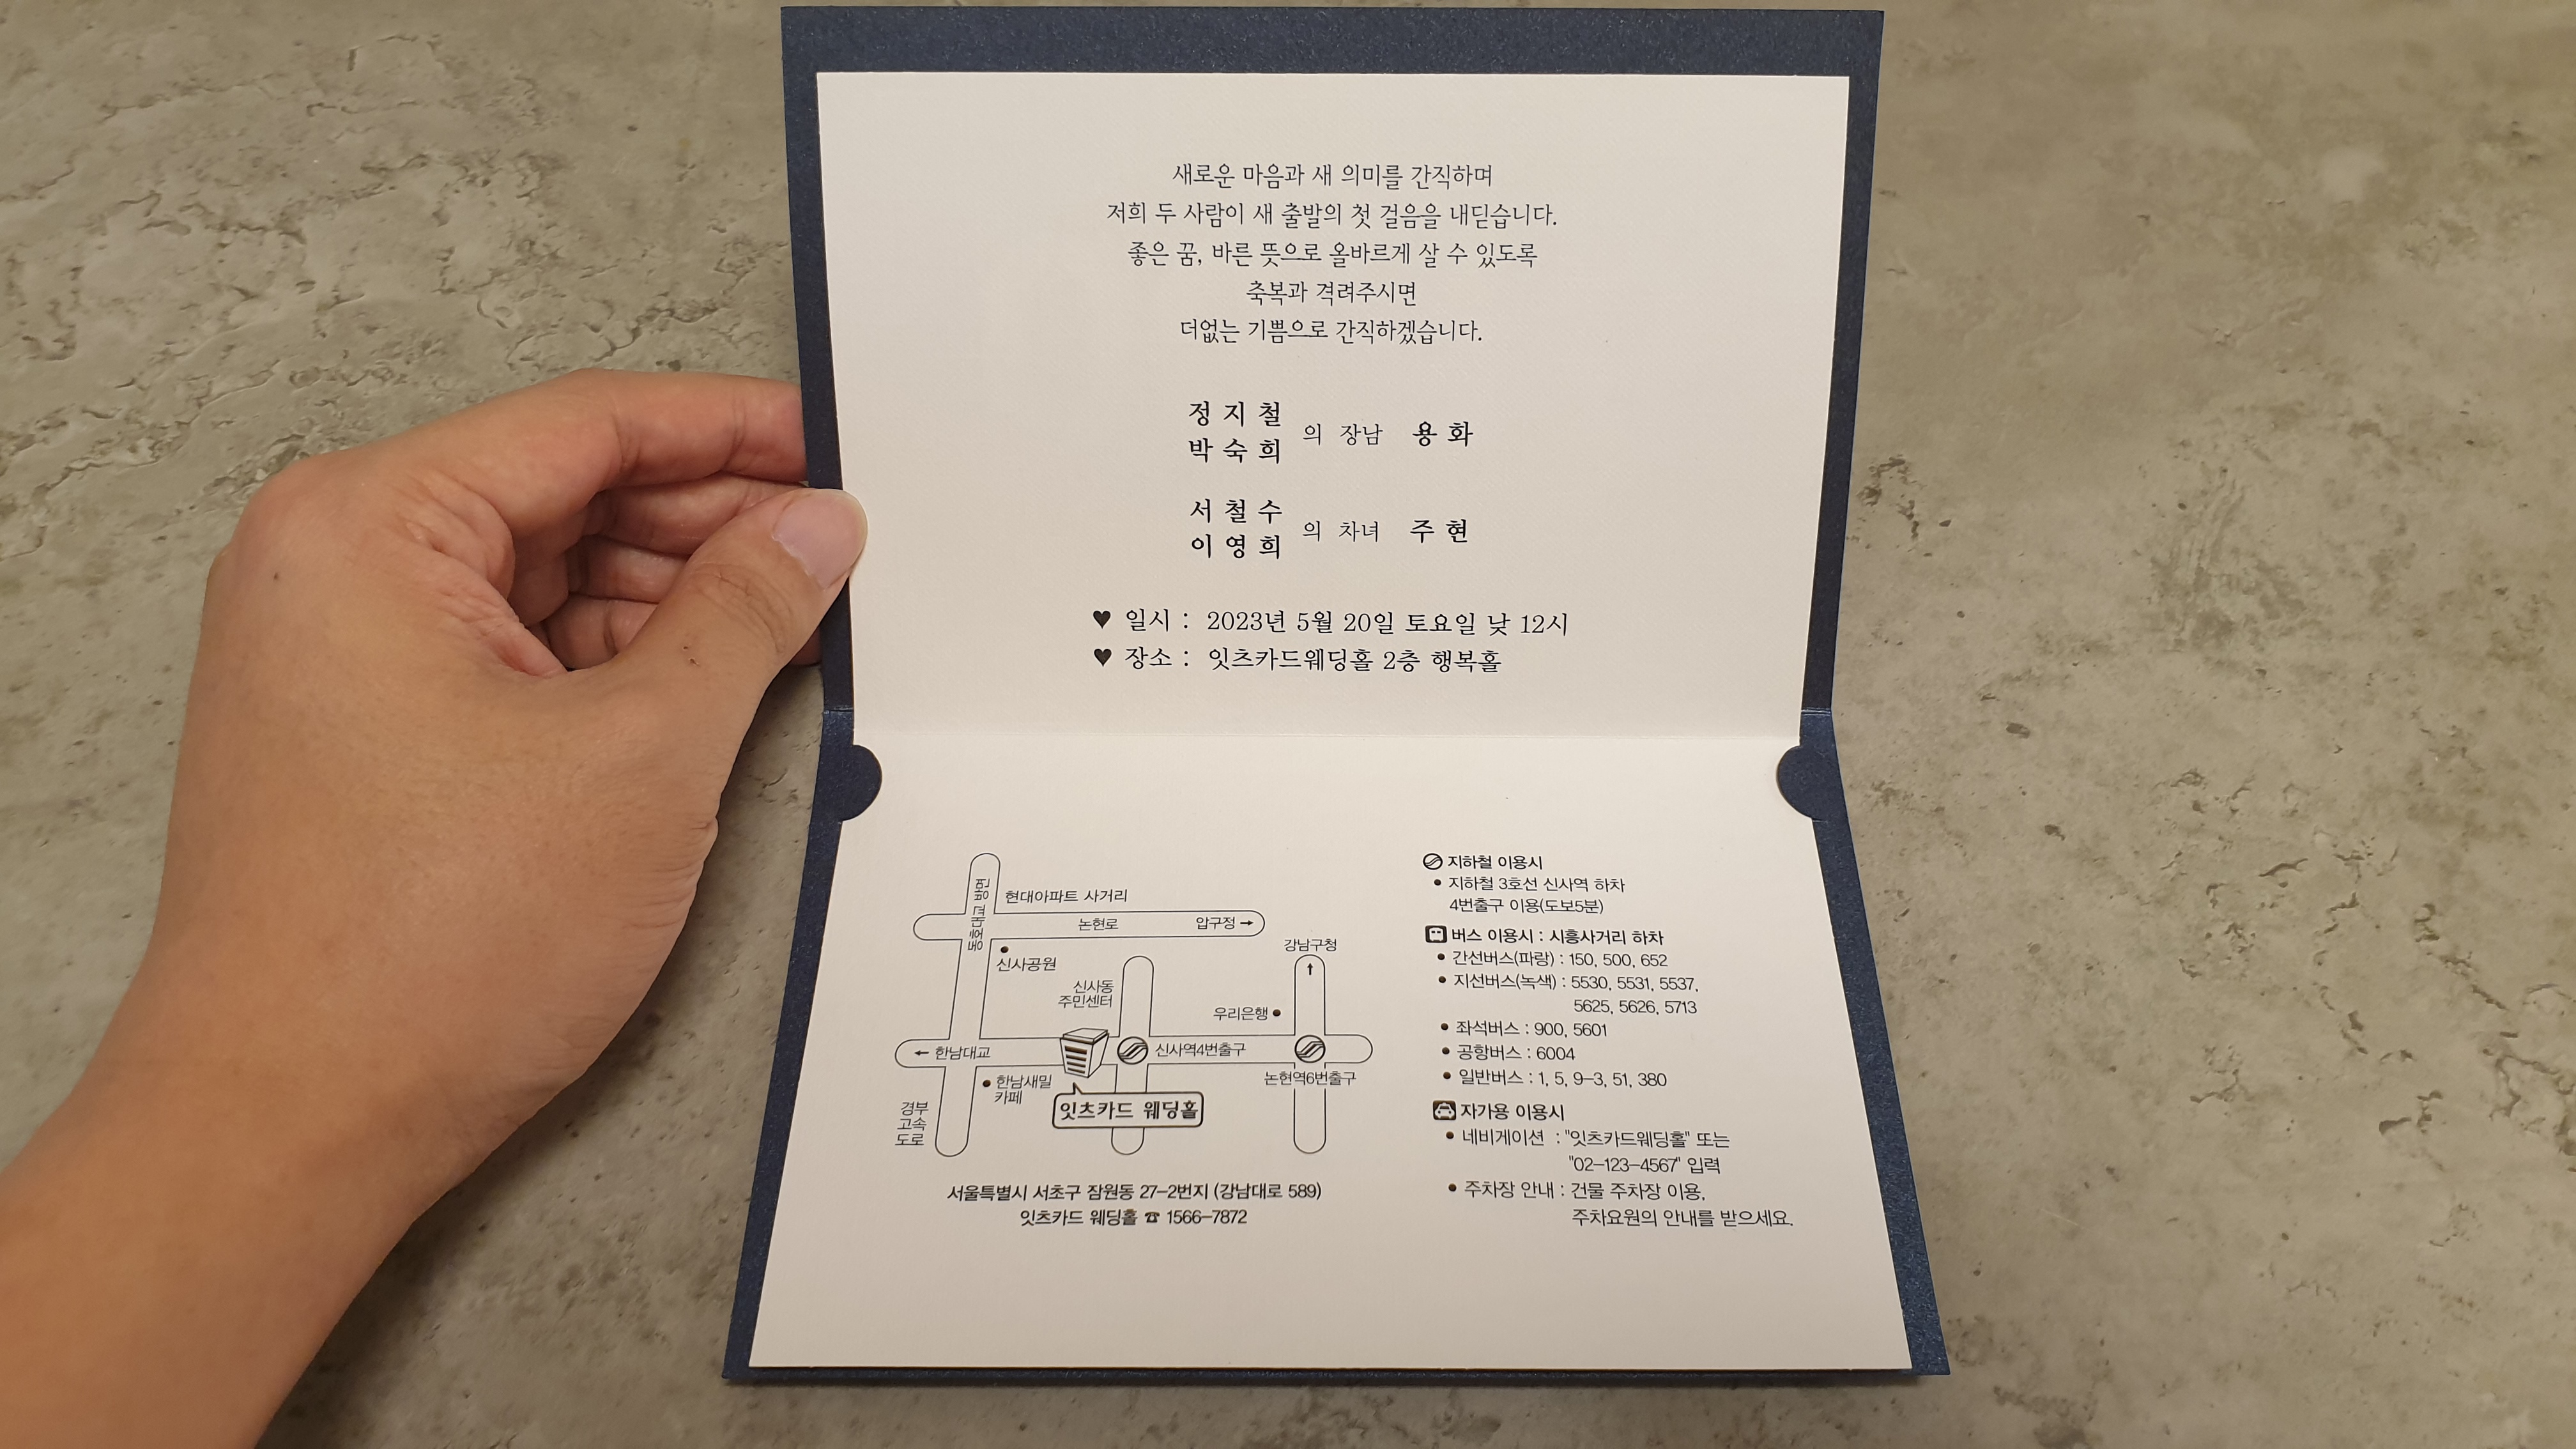 새로운 마음과 새 의미를 간직하며
저희 두 사람이 새 출발의 첫 걸음을 내딛습니다.
좋은 꿈, 바른 뜻으로 올바르게 살 수 있도록
축복과 격려주시면
더없는 기쁨으로 간직하겠습니다.
정지철
박숙희
의 장남 용화
서철수
이영희
의 차녀 주현
♥ 일시 : 2023년 5월 20일 토요일 낮 12시
♥ 장소 : 잇츠카드웨딩홀 2층 행복홀
동호대교 방면
현대아파트 사거리
논현로
압구정 →
신사공원
강남구청
↑
신사동
주민센터
우리은행
← 한남대교
신사역4번출구
논현역6번출구
한남새밀
카페
잇츠카드 웨딩홀
경부
고속
도로
서울특별시 서초구 잠원동 27-2번지 (강남대로 589)
잇츠카드 웨딩홀 ☎ 1566-7872
지하철 이용시
• 지하철 3호선 신사역 하차
4번출구 이용(도보5분)
버스 이용시 : 시흥사거리 하차
• 간선버스(파랑) : 150, 500, 652
• 지선버스(녹색) : 5530, 5531, 5537,
5625, 5626, 5713
• 좌석버스 : 900, 5601
• 공항버스 : 6004
• 일반버스 : 1, 5, 9-3, 51, 380
자가용 이용시
• 네비게이션 : "잇츠카드웨딩홀" 또는
"02-123-4567" 입력
• 주차장 안내 : 건물 주차장 이용,
주차요원의 안내를 받으세요.